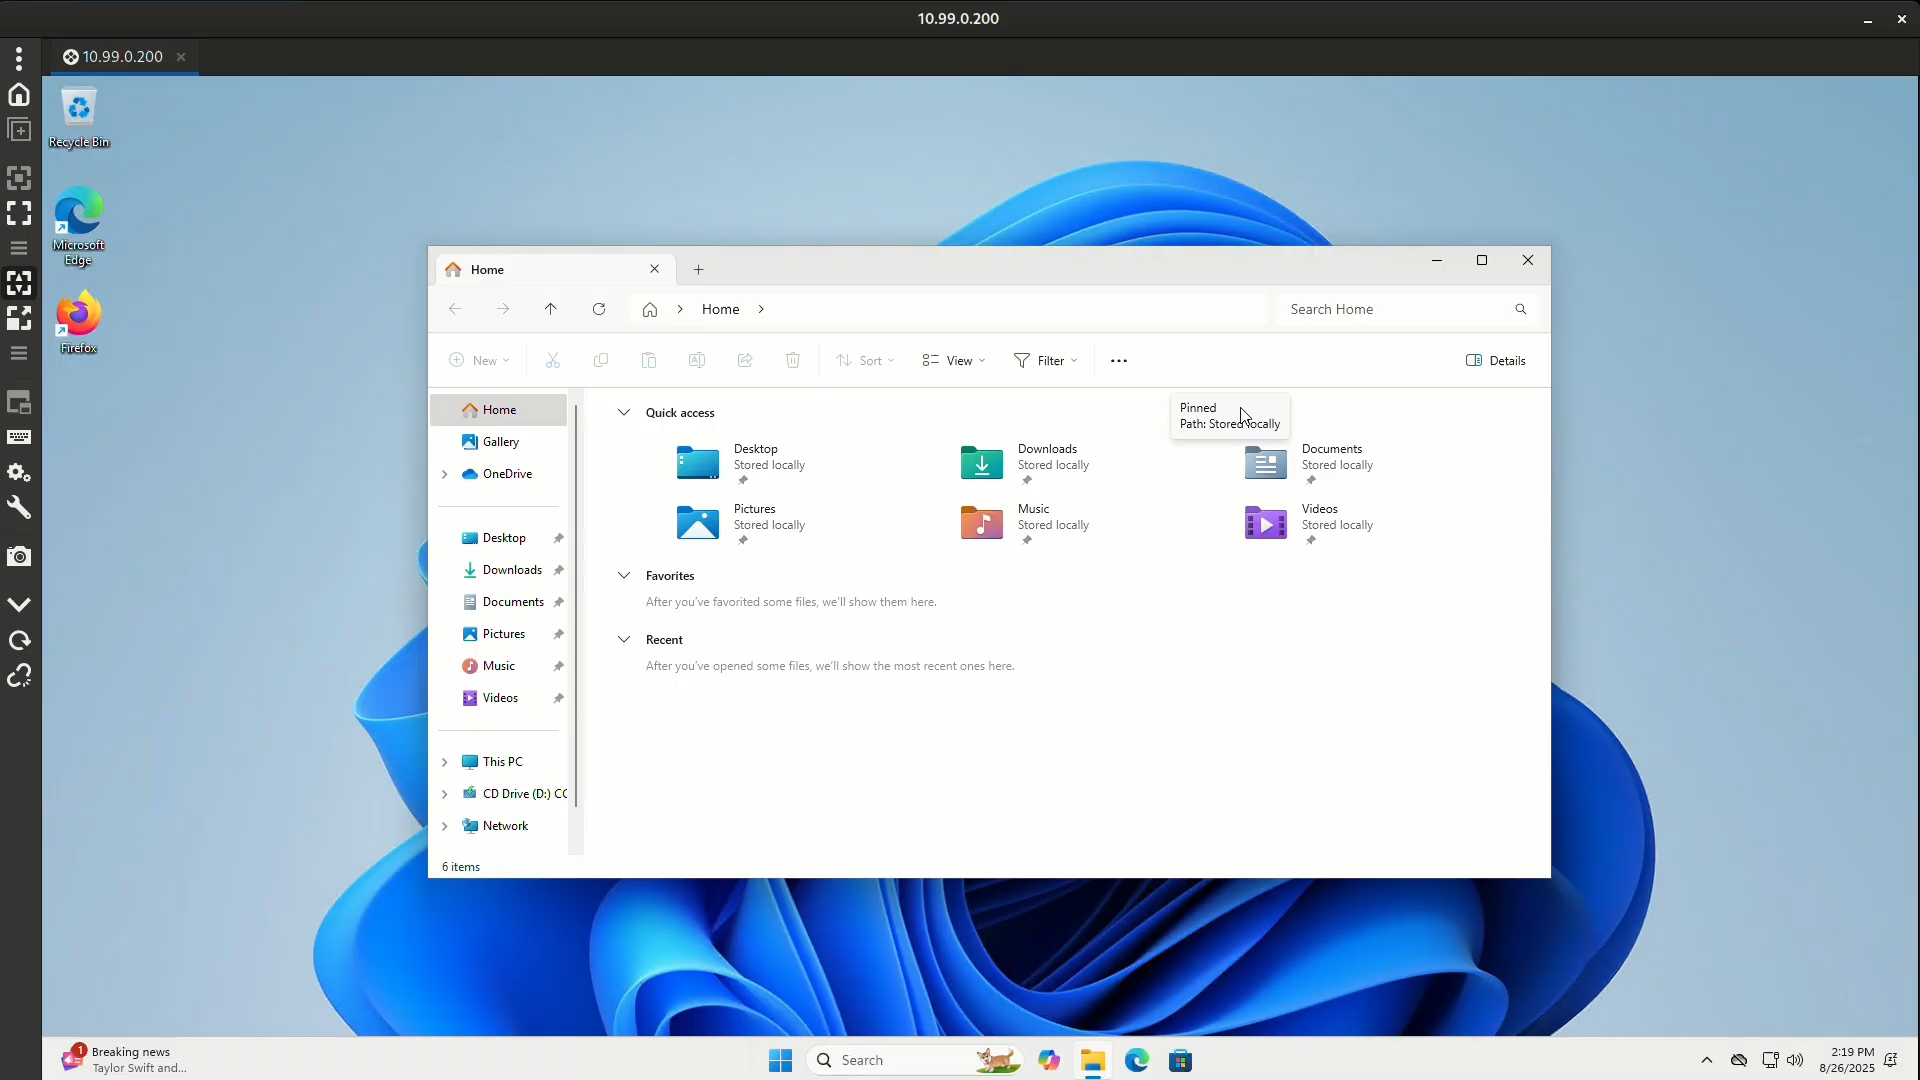 10.99.0.200
10.99.0.200
Recycle Bin
Microsoft
Edge
Firefox
Home
Home
Search Home
New
Sort
View
Filter
Details
Home
Gallery
OneDrive
Desktop
Downloads
Documents
Pictures
Music
Videos
This PC
CD Drive (D:) CC
Network
Quick access
Pinned
Path: Stored locally
Desktop
Stored locally
Downloads
Stored locally
Documents
Stored locally
Pictures
Stored locally
Music
Stored locally
Videos
Stored locally
Favorites
After you've favorited some files, we'll show them here.
Recent
After you've opened some files, we'll show the most recent ones here.
6 items
1
Breaking news
Taylor Swift and...
Search
2:19 PM
8/26/2025